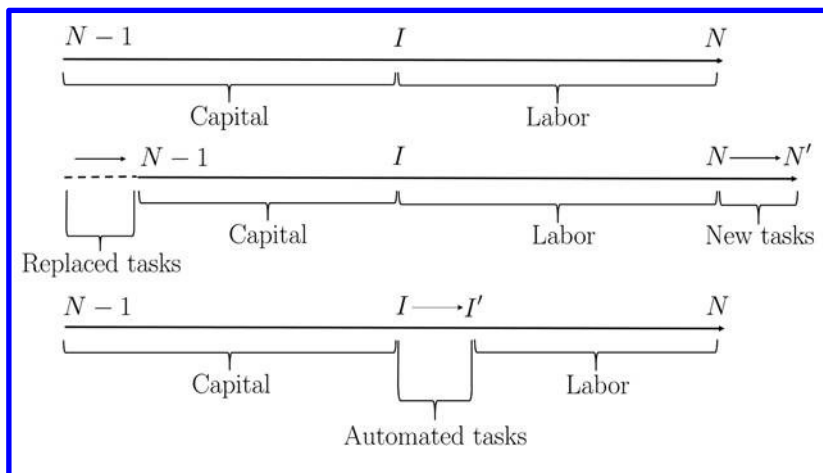 N − 1 I N
Capital Labor
N − 1 I N N′
Capital Labor New tasks
Replaced tasks
N − 1 I I′ N
Capital Labor
Automated tasks